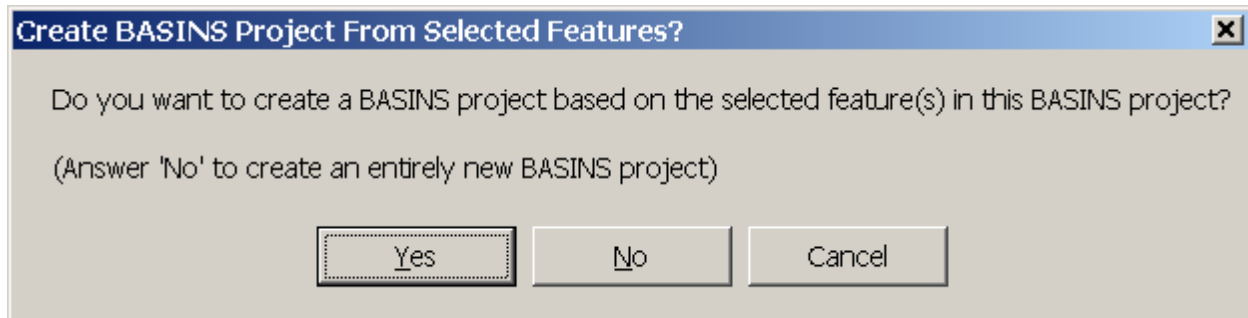 Create BASINS Project From Selected Features?
Do you want to create a BASINS project based on the selected feature(s) in this BASINS project?
(Answer 'No' to create an entirely new BASINS project)
Yes
No
Cancel